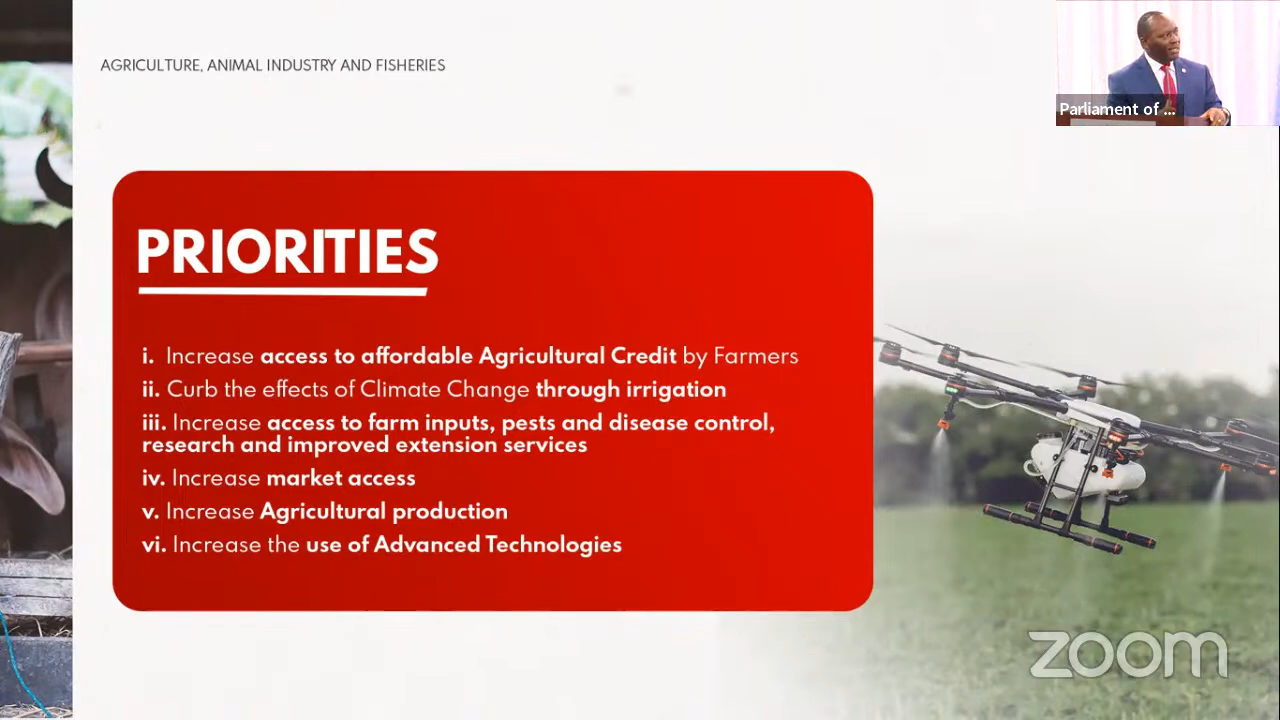 AGRICULTURE, ANIMAL INDUSTRY AND FISHERIES
Parliament of ...
PRIORITIES
i. Increase access to affordable Agricultural Credit by Farmers
ii. Curb the effects of Climate Change through irrigation
iii. Increase access to farm inputs, pests and disease control,
research and improved extension services
iv. Increase market access
v. Increase Agricultural production
vi. Increase the use of Advanced Technologies
zoom